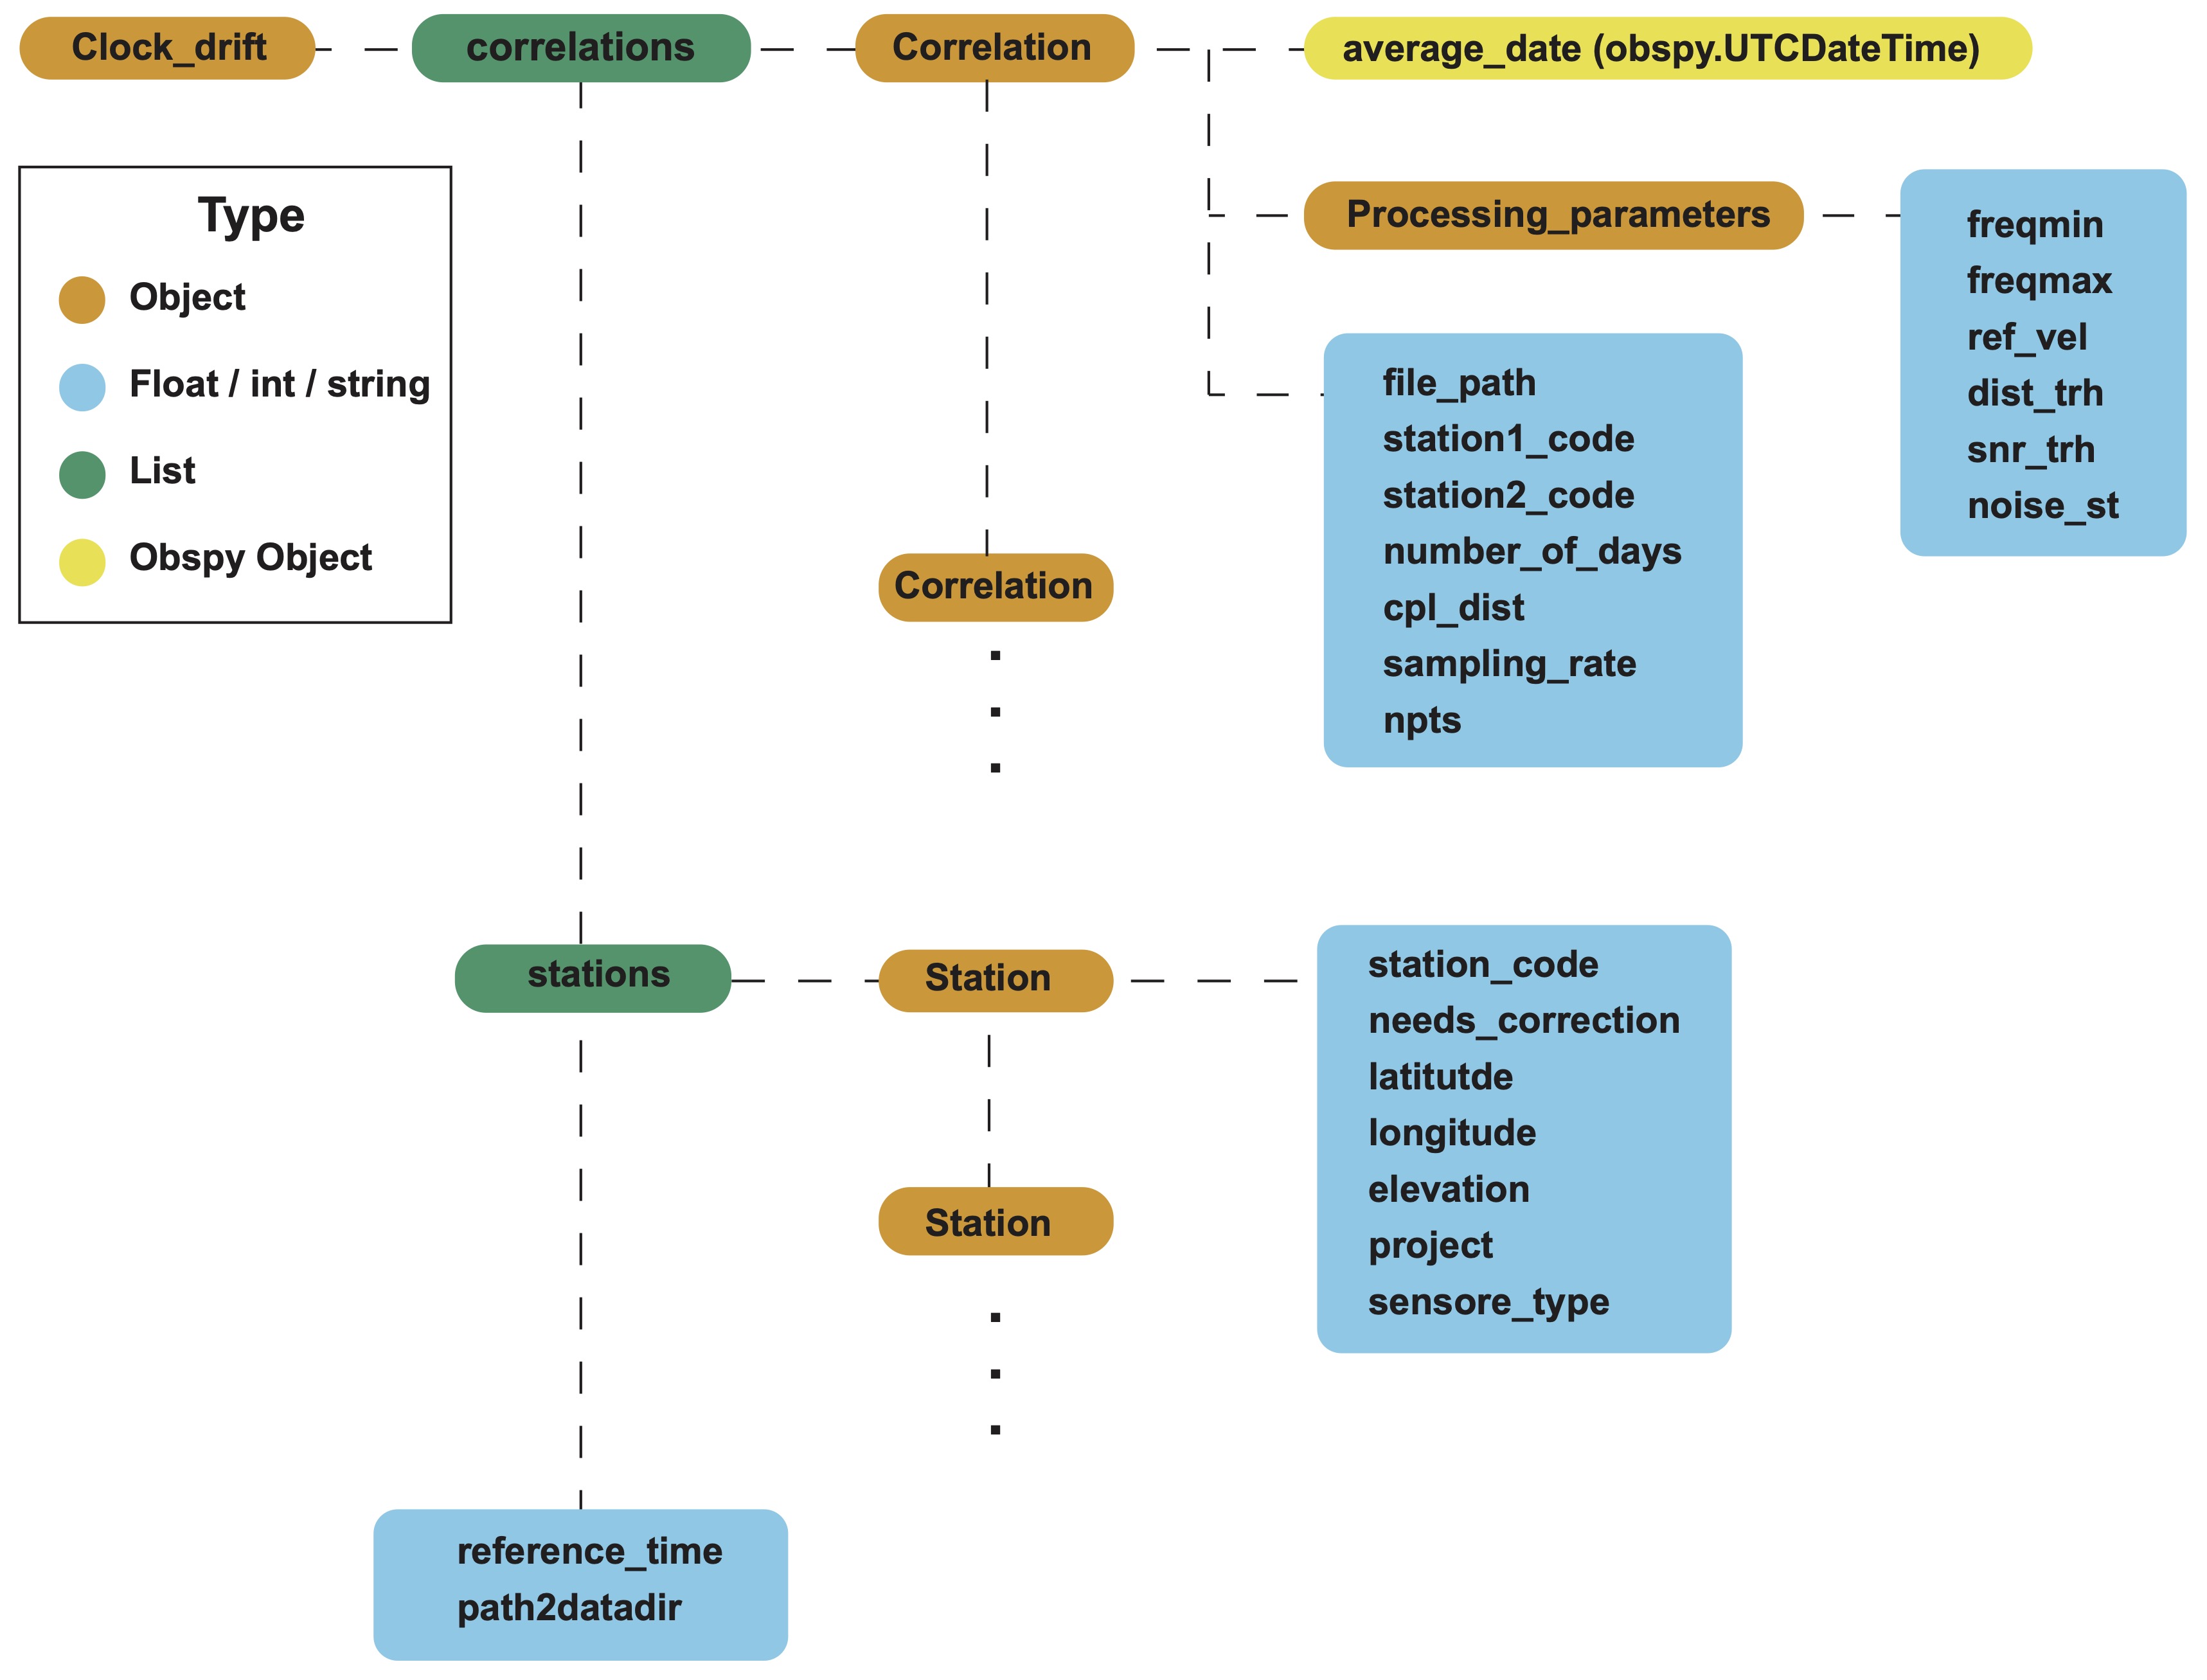 Clock_drift
correlations
Correlation
average_date (obspy.UTCDateTime)
Type
Object
Float / int / string
List
Obspy Object
Processing_parameters
freqmin
freqmax
ref_vel
dist_trh
snr_trh
noise_st
file_path
station1_code
station2_code
number_of_days
cpl_dist
sampling_rate
npts
Correlation
stations
Station
station_code
needs_correction
latitutde
longitude
elevation
project
sensore_type
Station
reference_time
path2datadir